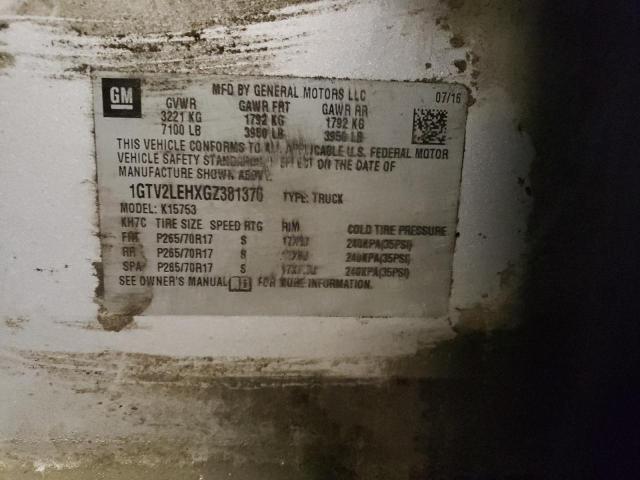 GM
MFD BY GENERAL MOTORS LLC
07/16
GVWR GAWR FRT GAWR RR
3221 KG 1792 KG 1792 KG
7100 LB 3950 LB 3950 LB
THIS VEHICLE CONFORMS TO ALL APPLICABLE U.S. FEDERAL MOTOR
VEHICLE SAFETY STANDARDS IN EFFECT ON THE DATE OF
MANUFACTURE SHOWN ABOVE.
1GTV2LEHXGZ381376 TYPE: TRUCK
MODEL: K15753
KH7C TIRE SIZE SPEED RTG RIM COLD TIRE PRESSURE
FRT P265/70R17 S 240KPA(35PSI)
RR P265/70R17 S 240KPA(35PSI)
SPA P265/70R17 S 240KPA(35PSI)
SEE OWNER'S MANUAL FOR MORE INFORMATION.